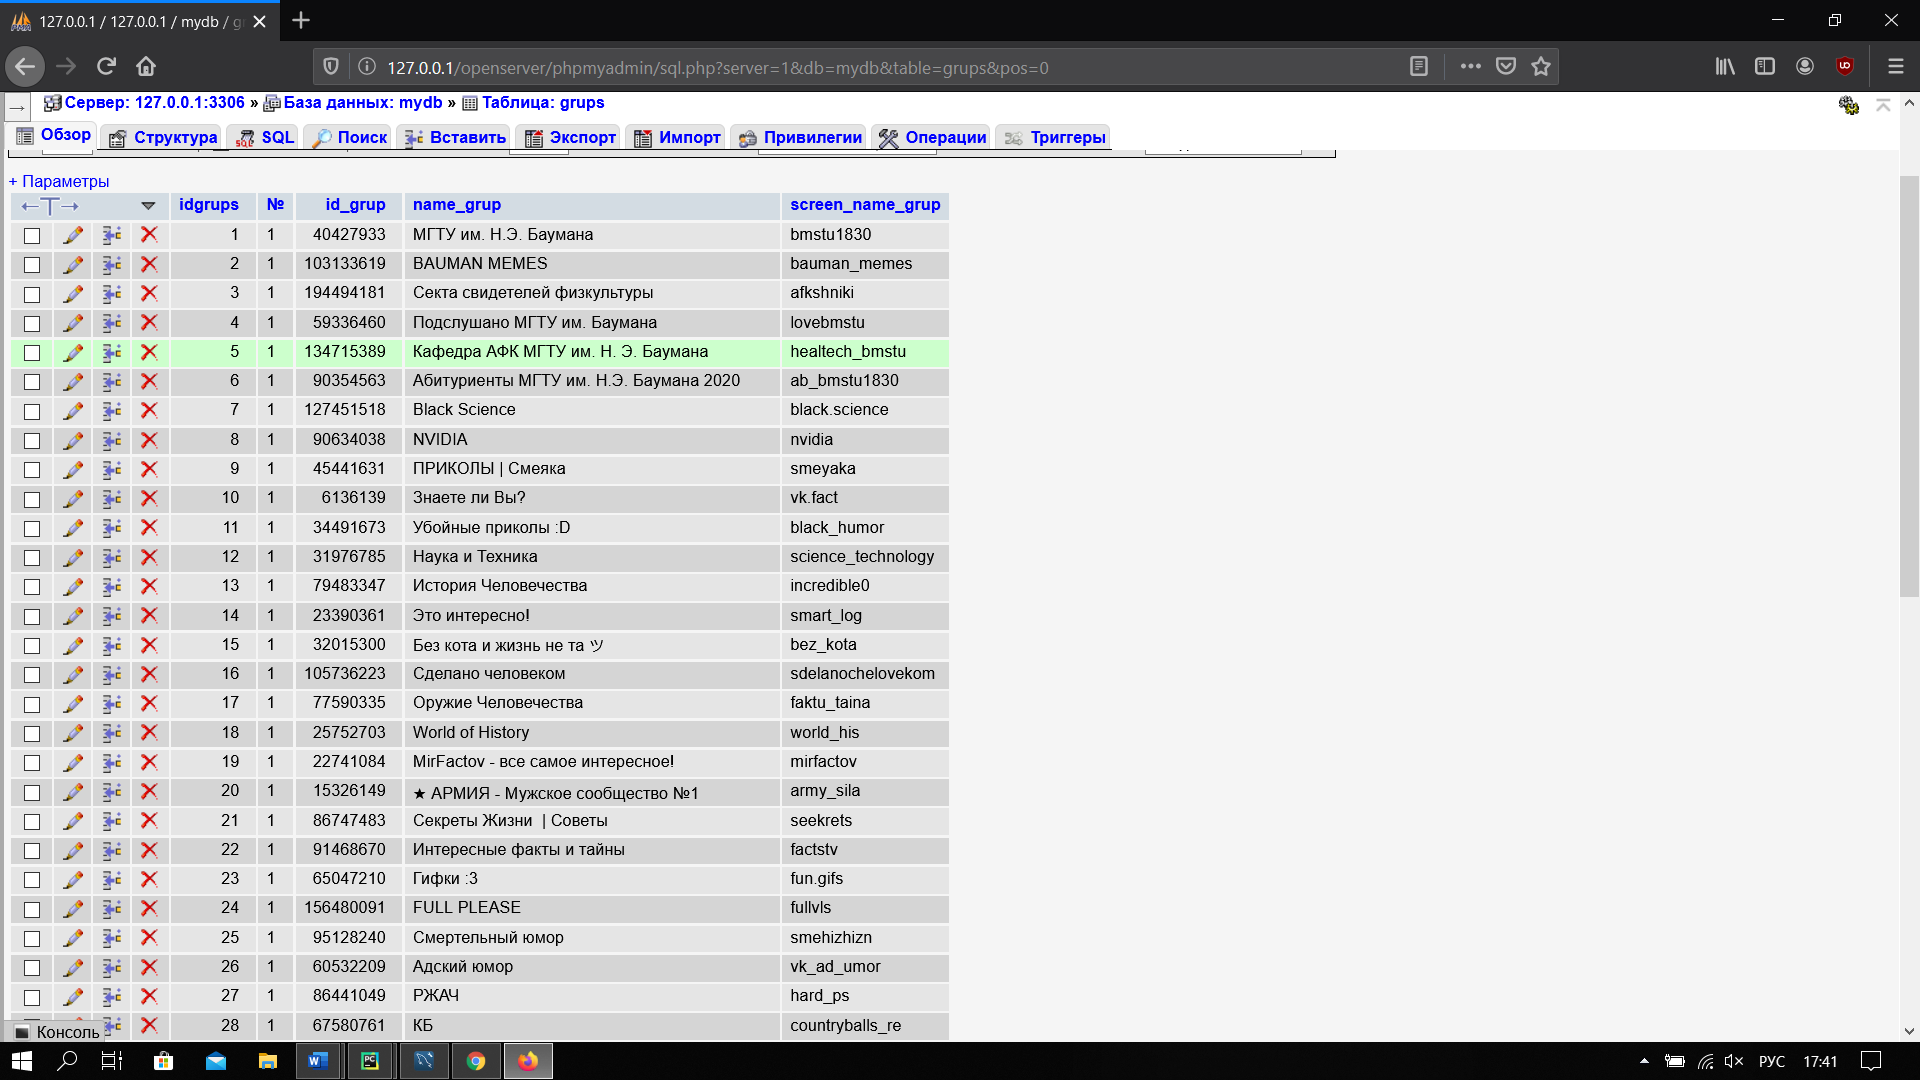 127.0.0.1 / 127.0.0.1 / mydb / gr
127.0.0.1/openserver/phpmyadmin/sql.php?server=1&db=mydb&table=grups&pos=0
Сервер: 127.0.0.1:3306 » База данных: mydb » Таблица: grups
Обзор Структура SQL Поиск Вставить Экспорт Импорт Привилегии Операции Триггеры
+ Параметры
←T→ idgrups № id_grup name_grup screen_name_grup
1 1 40427933 МГТУ им. Н.Э. Баумана bmstu1830
2 1 103133619 BAUMAN MEMES bauman_memes
3 1 194494181 Секта свидетелей физкультуры afkshniki
4 1 59336460 Подслушано МГТУ им. Баумана lovebmstu
5 1 134715389 Кафедра АФК МГТУ им. Н. Э. Баумана healtech_bmstu
6 1 90354563 Абитуриенты МГТУ им. Н.Э. Баумана 2020 ab_bmstu1830
7 1 127451518 Black Science black.science
8 1 90634038 NVIDIA nvidia
9 1 45441631 ПРИКОЛЫ | Смеяка smeyaka
10 1 6136139 Знаете ли Вы? vk.fact
11 1 34491673 Убойные приколы :D black_humor
12 1 31976785 Наука и Техника science_technology
13 1 79483347 История Человечества incredible0
14 1 23390361 Это интересно! smart_log
15 1 32015300 Без кота и жизнь не та ツ bez_kota
16 1 105736223 Сделано человеком sdelanochelovekom
17 1 77590335 Оружие Человечества faktu_taina
18 1 25752703 World of History world_his
19 1 22741084 MirFactov - все самое интересное! mirfactov
20 1 15326149 ★ АРМИЯ - Мужское сообщество №1 army_sila
21 1 86747483 Секреты Жизни | Советы seekrets
22 1 91468670 Интересные факты и тайны factstv
23 1 65047210 Гифки :3 fun.gifs
24 1 156480091 FULL PLEASE fullvls
25 1 95128240 Смертельный юмор smehizhizn
26 1 60532209 Адский юмор vk_ad_umor
27 1 86441049 РЖАЧ hard_ps
28 1 67580761 КБ countryballs_re
Консоль
РУС 17:41